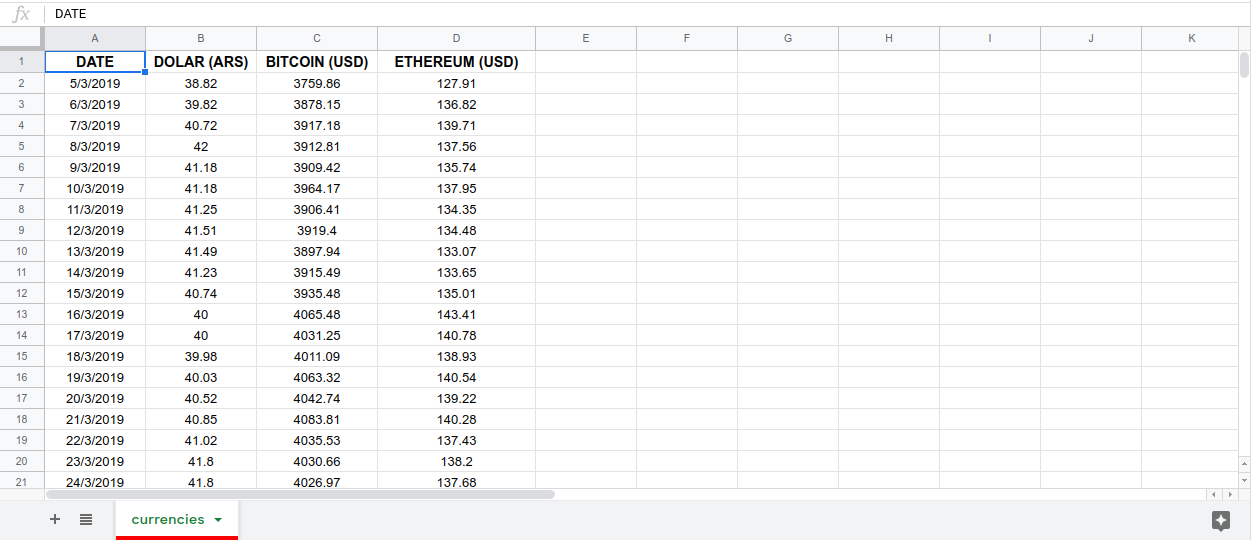 fx DATE
A B C D E F G H I J K
1 DATE DOLAR (ARS) BITCOIN (USD) ETHEREUM (USD)
2 5/3/2019 38.82 3759.86 127.91
3 6/3/2019 39.82 3878.15 136.82
4 7/3/2019 40.72 3917.18 139.71
5 8/3/2019 42 3912.81 137.56
6 9/3/2019 41.18 3909.42 135.74
7 10/3/2019 41.18 3964.17 137.95
8 11/3/2019 41.25 3906.41 134.35
9 12/3/2019 41.51 3919.4 134.48
10 13/3/2019 41.49 3897.94 133.07
11 14/3/2019 41.23 3915.49 133.65
12 15/3/2019 40.74 3935.48 135.01
13 16/3/2019 40 4065.48 143.41
14 17/3/2019 40 4031.25 140.78
15 18/3/2019 39.98 4011.09 138.93
16 19/3/2019 40.03 4063.32 140.54
17 20/3/2019 40.52 4042.74 139.22
18 21/3/2019 40.85 4083.81 140.28
19 22/3/2019 41.02 4035.53 137.43
20 23/3/2019 41.8 4030.66 138.2
21 24/3/2019 41.8 4026.97 137.68
currencies